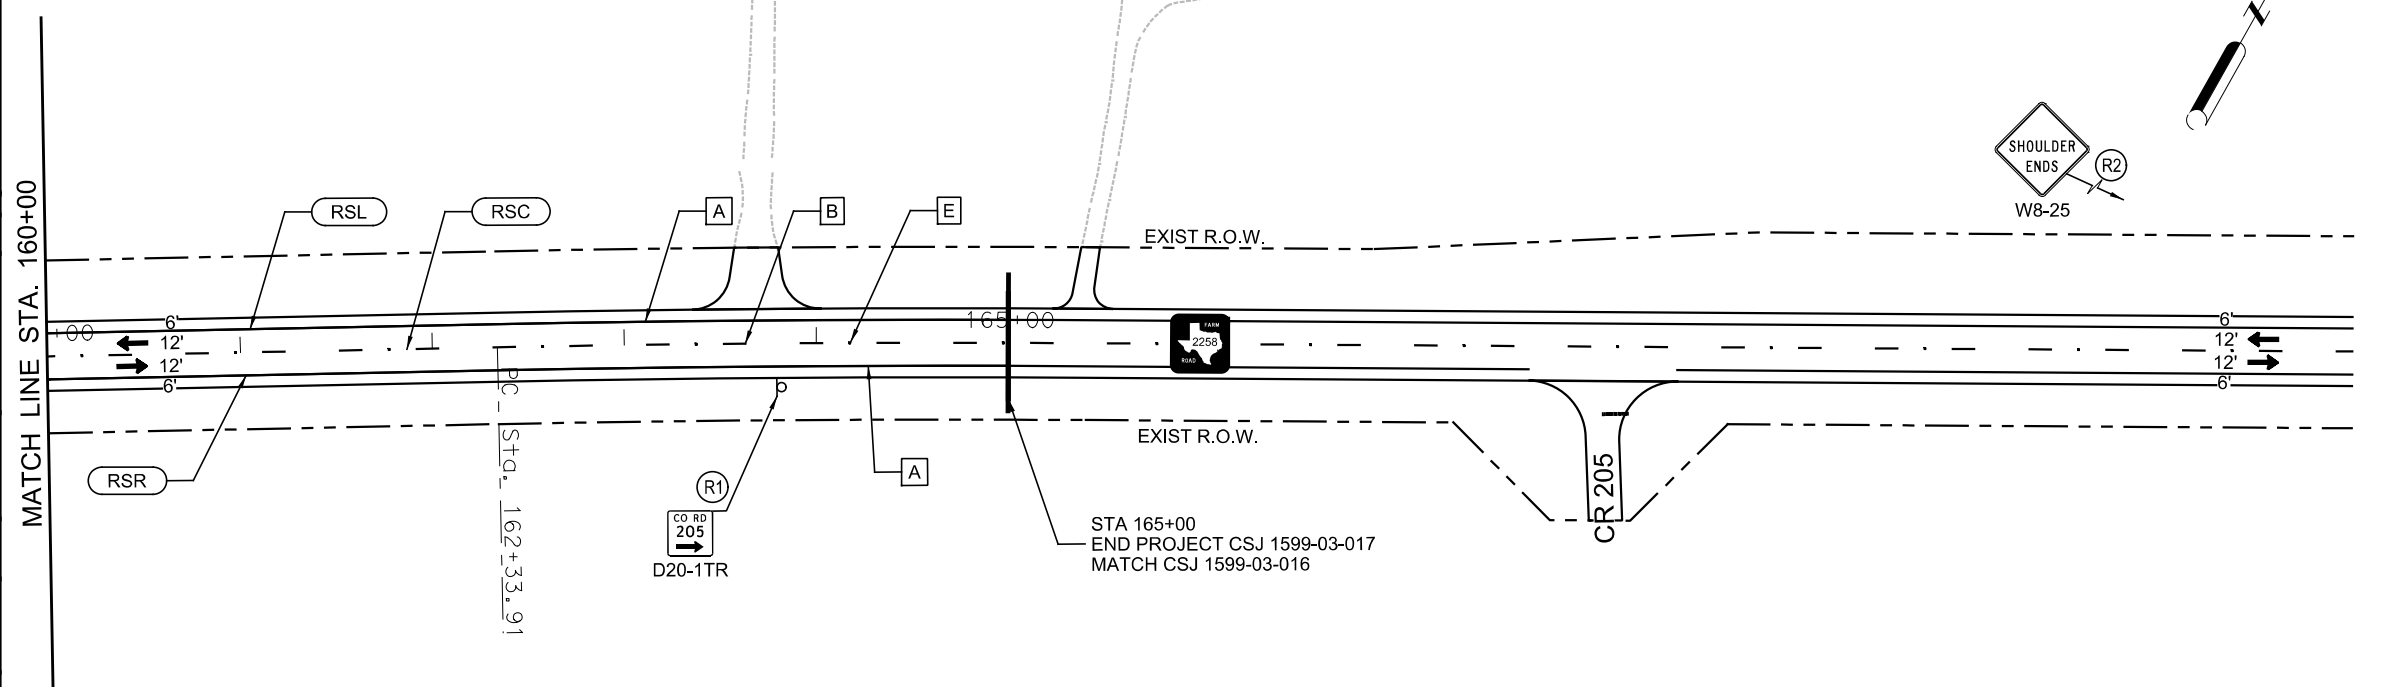 MATCH LINE STA. 160+00
RSL
RSC
A
B
E
EXIST R.O.W.
SHOULDER
ENDS
R2
W8-25
+00
6'
12'
12'
6'
165+00
FARM
2258
ROAD
6'
12'
12'
6'
PC Sta. 162+33.91
RSR
R1
CO RD
205
D20-1TR
A
EXIST R.O.W.
STA 165+00
END PROJECT CSJ 1599-03-017
MATCH CSJ 1599-03-016
CR 205